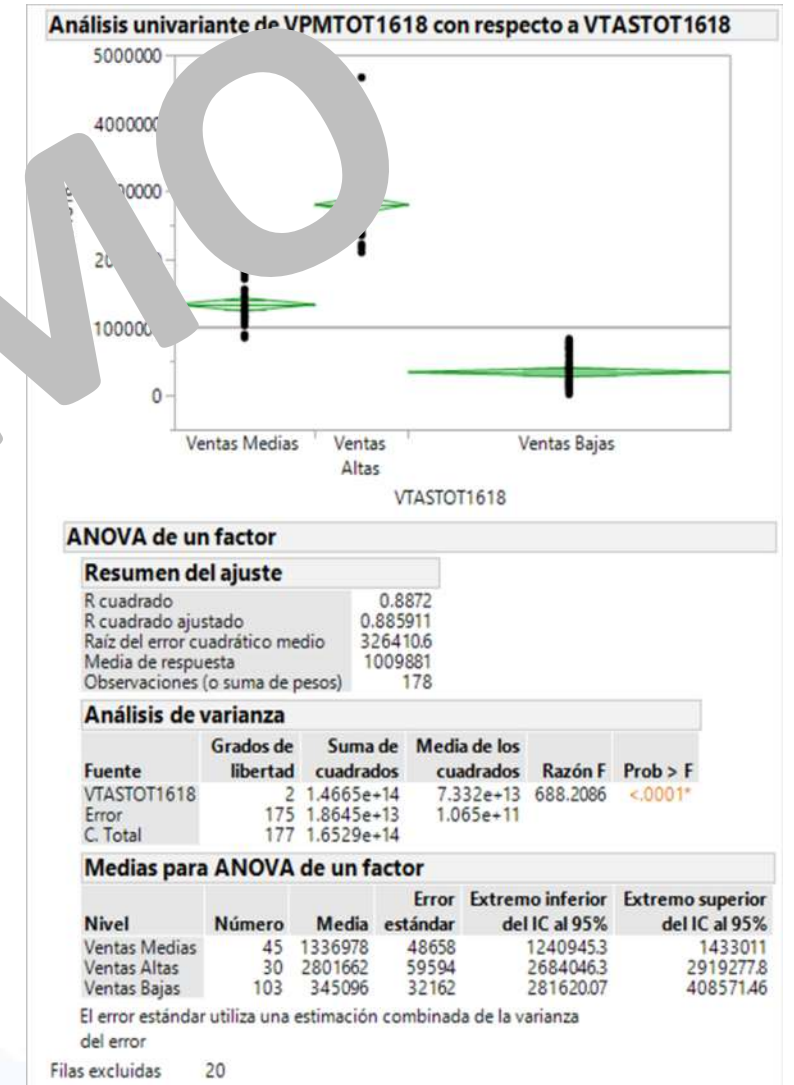 Análisis univariante de VPMTOT1618 con respecto a VTASTOT1618
5000000
4000000
0000
20
100000
0
Ventas Medias Ventas Altas Ventas Bajas
VTASTOT1618
ANOVA de un factor
Resumen del ajuste
R cuadrado 0.8872
R cuadrado ajustado 0.885911
Raíz del error cuadrático medio 326410.6
Media de respuesta 1009881
Observaciones (o suma de pesos) 178
Análisis de varianza
Grados de Suma de Media de los
Fuente libertad cuadrados cuadrados Razón F Prob > F
VTASTOT1618 2 1.4665e+14 7.332e+13 688.2086 <.0001*
Error 175 1.8645e+13 1.065e+11
C. Total 177 1.6529e+14
Medias para ANOVA de un factor
Error Extremo inferior Extremo superior
Nivel Número Media estándar del IC al 95% del IC al 95%
Ventas Medias 45 1336978 48658 1240945.3 1433011
Ventas Altas 30 2801662 59594 2684046.3 2919277.8
Ventas Bajas 103 345096 32162 281620.07 408571.46
El error estándar utiliza una estimación combinada de la varianza
del error
Filas excluidas 20
MO